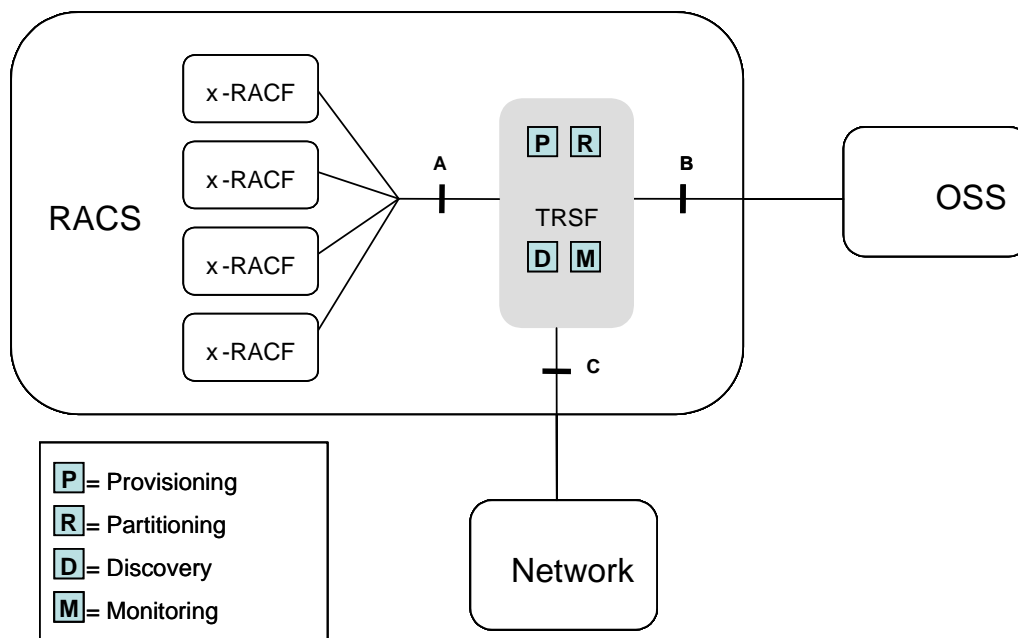 x-RACF
x-RACF
x-RACF
x-RACF
RACS
A
P R
TRSF
D M
B
OSS
C
Network
P = Provisioning
R = Partitioning
D = Discovery
M = Monitoring